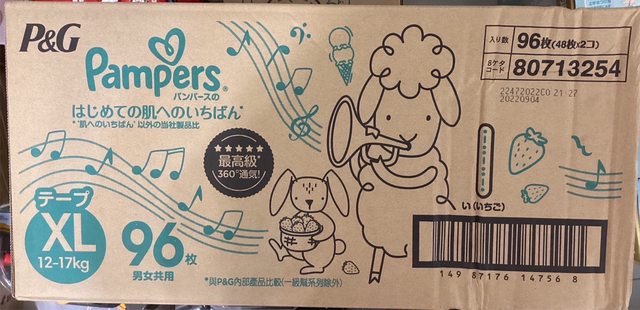 P&G
Pampers®
パンパースの
はじめての肌へのいちばん*
*"肌へのいちばん"以外の当社製品比
★★★★★
最高級*
360°通気!
テープ
XL
12-17kg
96枚
男女共用
*與P&G內部產品比較(一級幫系列除外)
入り数
96枚(48枚x2コ)
8ケタ
コード
80713254
22472022C0 21 27
20220904
い(いちご)
149 87176 14756 8